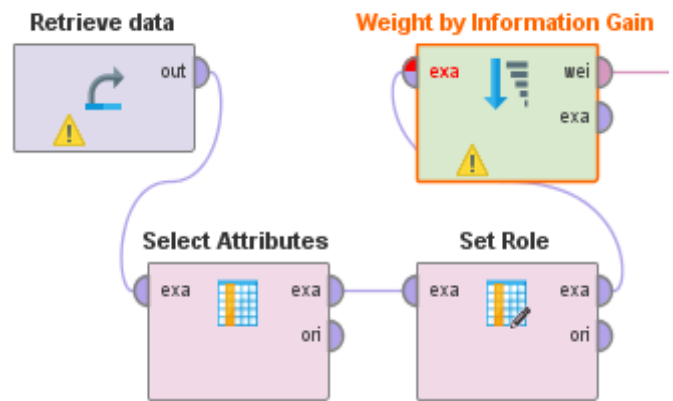 Retrieve data
out
Weight by Information Gain
exa
wei
exa
Select Attributes
exa
exa
ori
Set Role
exa
exa
ori